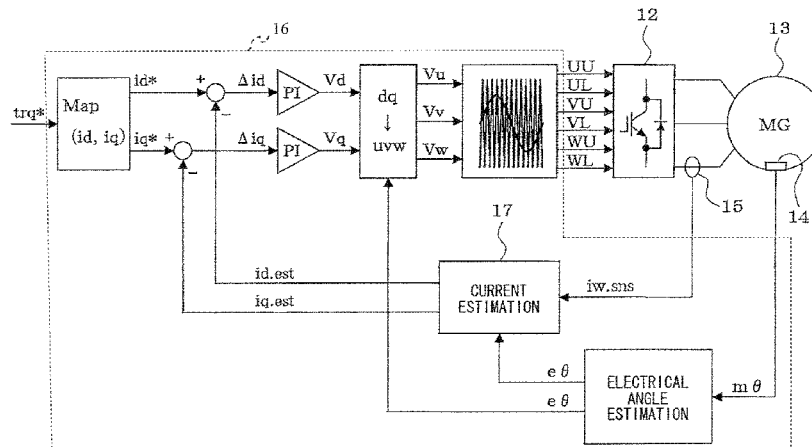 16
12
13
trq*
Map
(id, iq)
id*
iq*
+
−
+
−
Δid
Δiq
PI
PI
Vd
Vq
dq
↓
uvw
Vu
Vv
Vw
UU
UL
VU
VL
WU
WL
MG
15
14
17
CURRENT
ESTIMATION
id.est
iq.est
iw.sns
eθ
eθ
ELECTRICAL
ANGLE
ESTIMATION
mθ